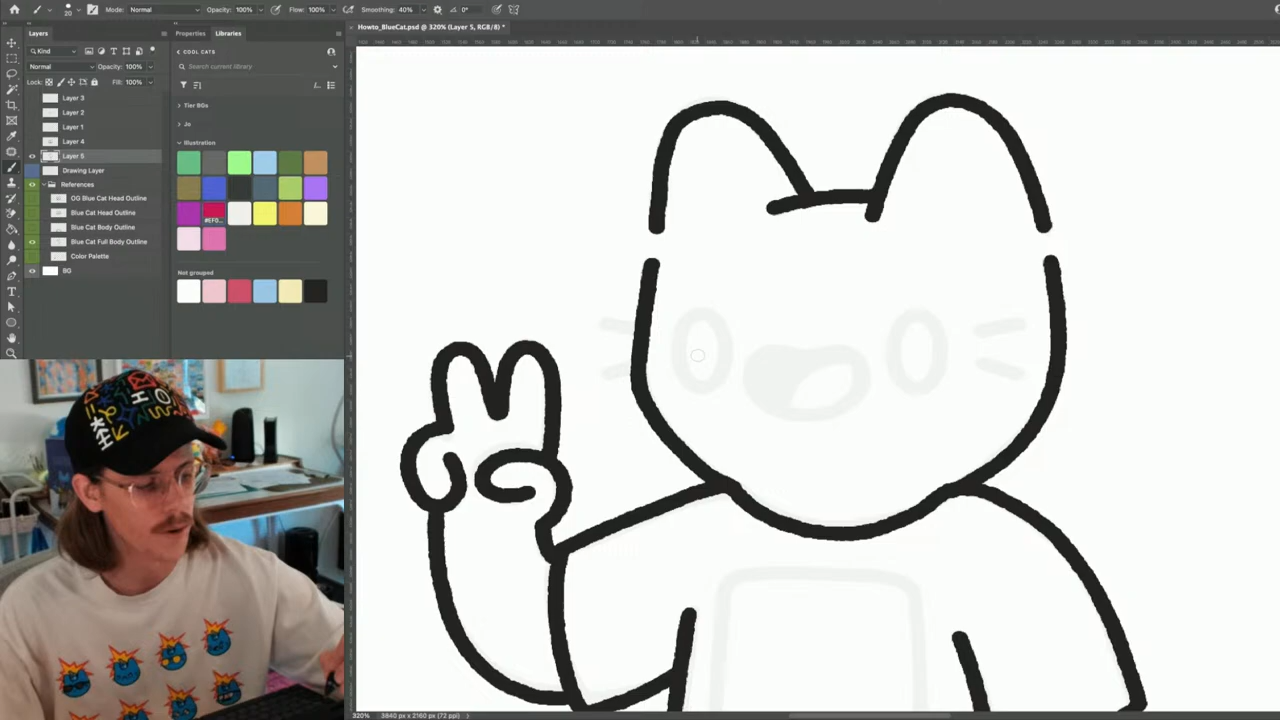 20 Mode: Normal Opacity: 100% Flow: 100% Smoothing: 40% 0°
Layers
Properties Libraries
Howto_BlueCat.psd @ 320% (Layer 5, RGB/8) *
Kind
COOL CATS
Normal Opacity: 100%
Search current library
Lock: Fill: 100%
Layer 3
Layer 2
Layer 1
Layer 4
Layer 5
Drawing Layer
References
OG Blue Cat Head Outline
Blue Cat Head Outline
Blue Cat Body Outline
Blue Cat Full Body Outline
Color Palette
BG
Tier BGs
Jo
Illustration
#EF0...
Not grouped
320% 3840 px x 2160 px (72 ppi)